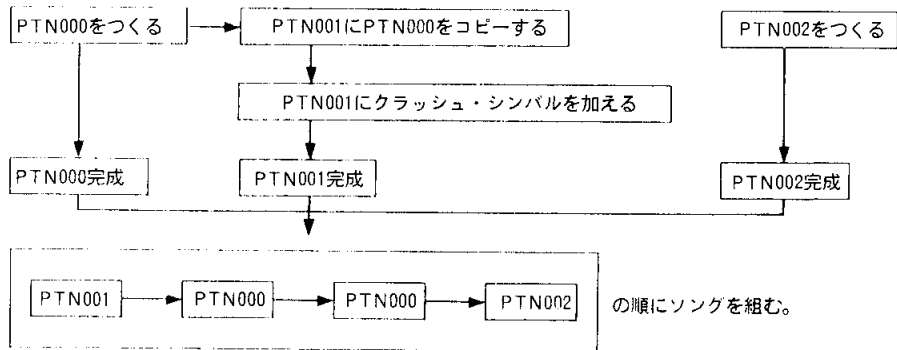 PTN000をつくる
PTN001にPTN000をコピーする
PTN002をつくる
PTN001にクラッシュ・シンバルを加える
PTN000完成
PTN001完成
PTN002完成
PTN001
PTN000
PTN000
PTN002
の順にソングを組む。